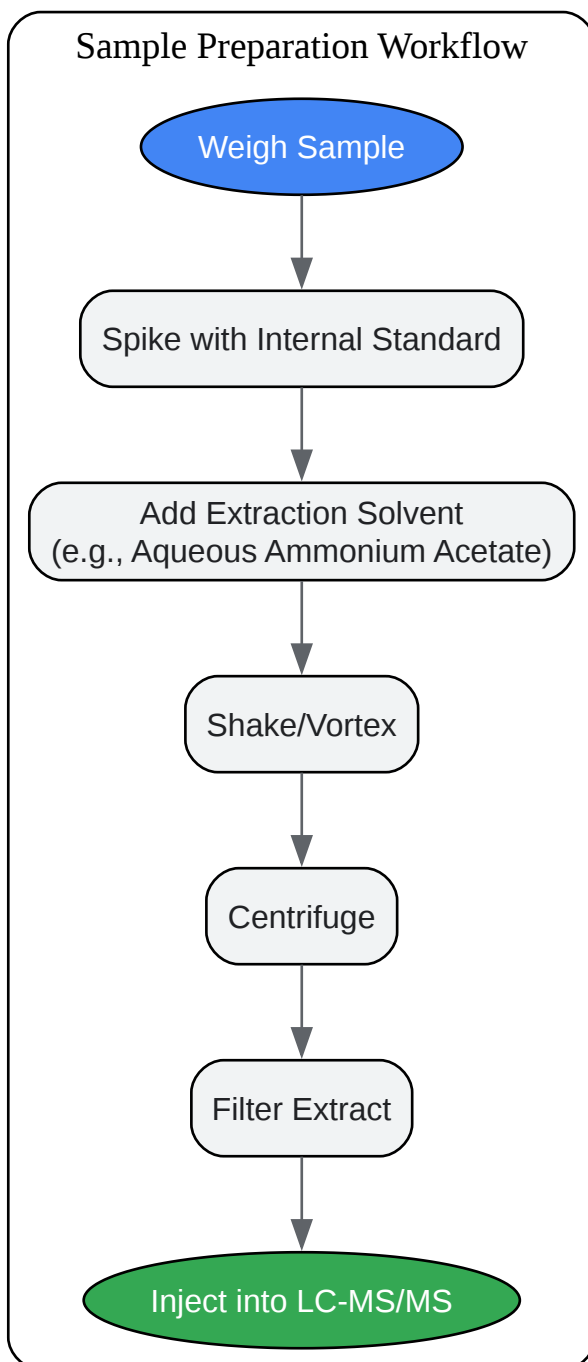 Sample Preparation Workflow
Weigh Sample
Spike with Internal Standard
Add Extraction Solvent
(e.g., Aqueous Ammonium Acetate)
Shake/Vortex
Centrifuge
Filter Extract
Inject into LC-MS/MS